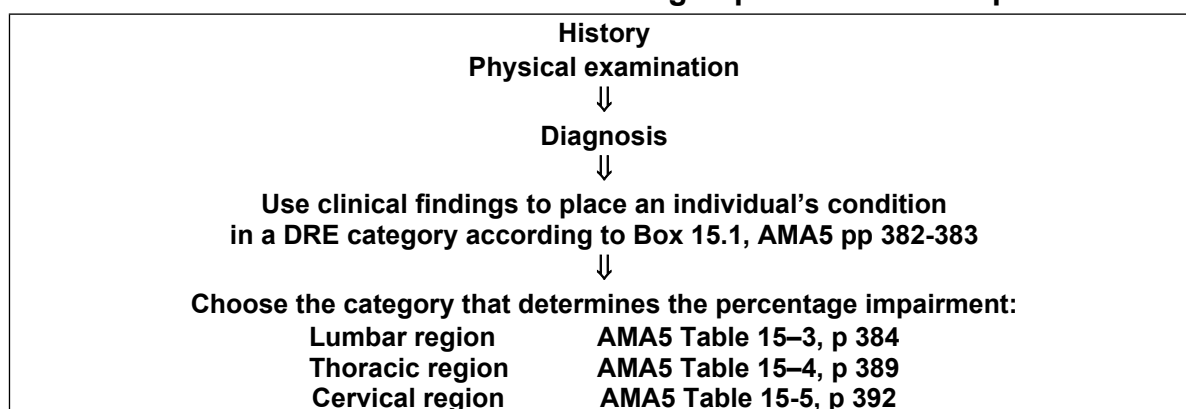 History
Physical examination
⇓
Diagnosis
⇓
Use clinical findings to place an individual’s condition
in a DRE category according to Box 15.1, AMA5 pp 382-383
⇓
Choose the category that determines the percentage impairment:
Lumbar region AMA5 Table 15–3, p 384
Thoracic region AMA5 Table 15–4, p 389
Cervical region AMA5 Table 15-5, p 392